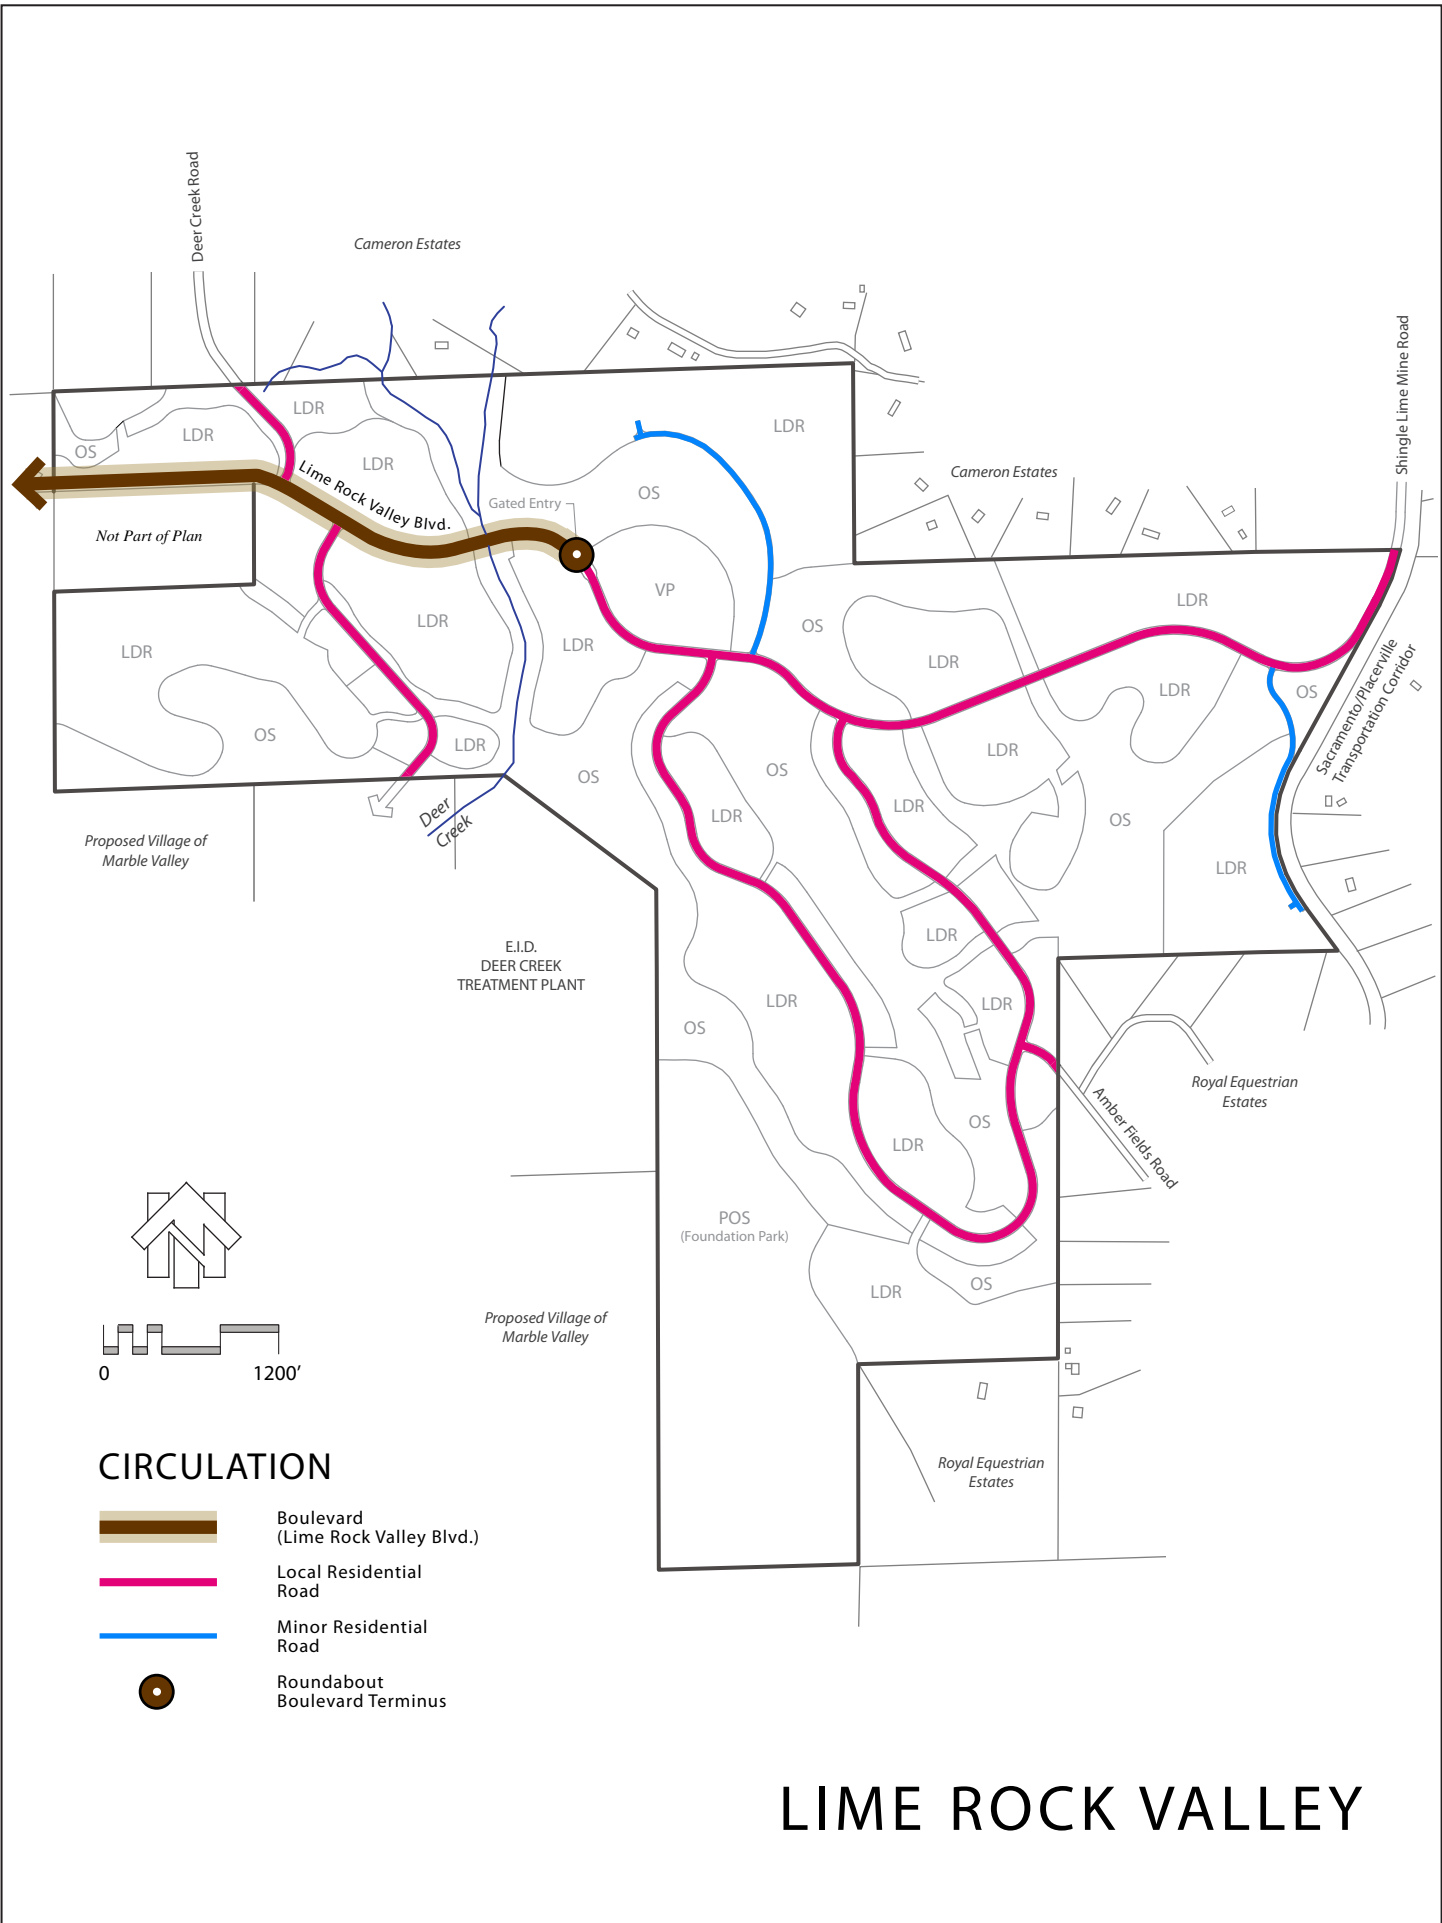 Deer Creek Road
Cameron Estates
Shingle Lime Mine Road
LDR
LDR
LDR
OS
LDR
Lime Rock Valley Blvd.
Cameron Estates
OS
Gated Entry
Not Part of Plan
VP
LDR
LDR
OS
LDR
LDR
LDR
LDR
OS
Sacramento/Placerville
Transportation Corridor
OS
LDR
LDR
OS
OS
LDR
LDR
OS
Deer
Creek
Proposed Village of
Marble Valley
LDR
LDR
E.I.D.
DEER CREEK
TREATMENT PLANT
LDR
LDR
OS
Royal Equestrian
Estates
Amber Fields Road
OS
LDR
POS
(Foundation Park)
OS
LDR
Proposed Village of
Marble Valley
0
1200’
Royal Equestrian
Estates
CIRCULATION
Boulevard
(Lime Rock Valley Blvd.)
Local Residential
Road
Minor Residential
Road
Roundabout
Boulevard Terminus
LIME ROCK VALLEY